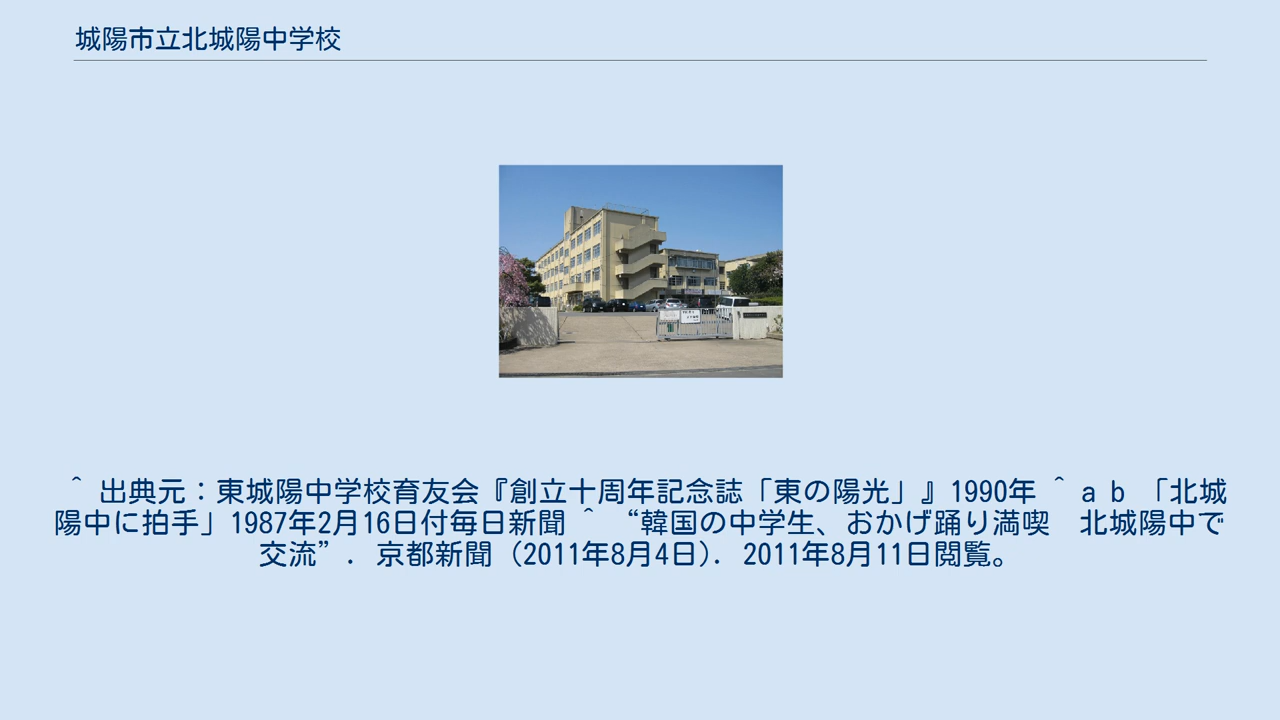 城陽市立北城陽中学校
^ 出典元：東城陽中学校育友会『創立十周年記念誌「東の陽光」』1990年 ^ a b 「北城
陽中に拍手」1987年2月16日付毎日新聞 ^ “韓国の中学生、おかげ踊り満喫　北城陽中で
交流”. 京都新聞 (2011年8月4日). 2011年8月11日閲覧。